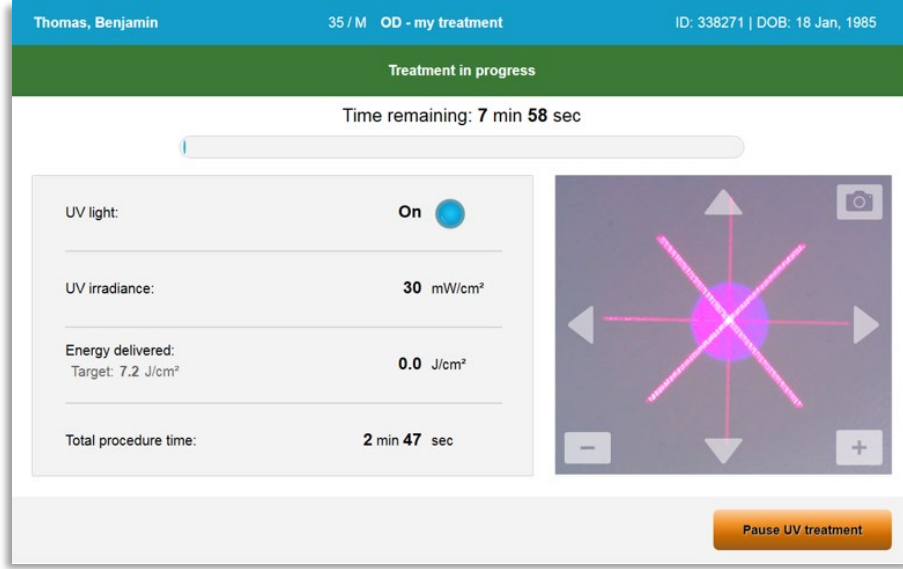 Thomas, Benjamin 35 / M OD - my treatment ID: 338271 | DOB: 18 Jan, 1985
Treatment in progress
Time remaining: 7 min 58 sec
UV light: On
UV irradiance: 30 mW/cm²
Energy delivered: 0.0 J/cm²
Target: 7.2 J/cm²
Total procedure time: 2 min 47 sec
Pause UV treatment